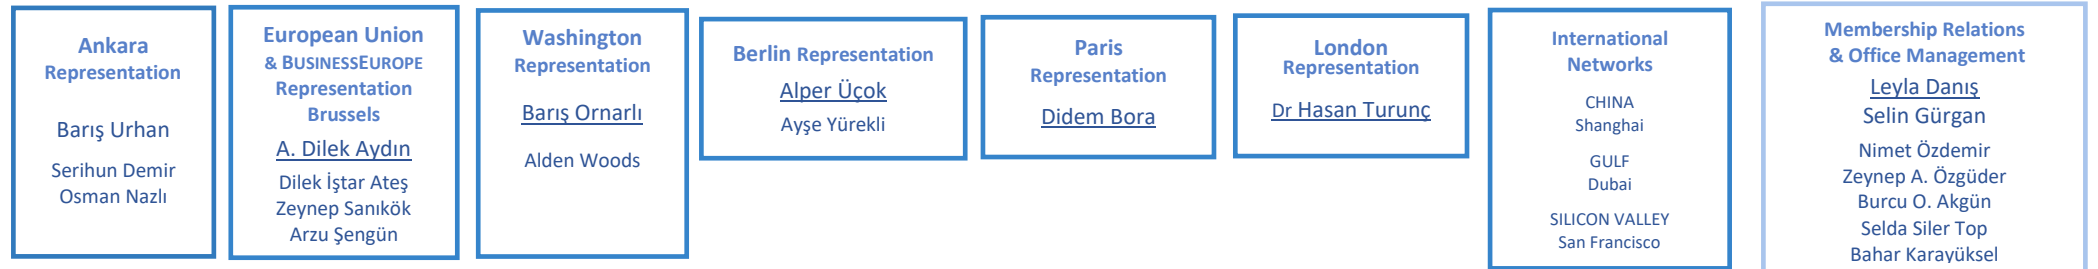 Ankara
Representation
Barış Urhan
Serihun Demir
Osman Nazlı
European Union
& BUSINESSEUROPE
Representation
Brussels
A. Dilek Aydın
Dilek İştar Ateş
Zeynep Sanıkök
Arzu Şengün
Washington
Representation
Barış Ornarlı
Alden Woods
Berlin Representation
Alper Üçok
Ayşe Yürekli
Paris
Representation
Didem Bora
London
Representation
Dr Hasan Turunç
International
Networks
CHINA
Shanghai
GULF
Dubai
SILICON VALLEY
San Francisco
Membership Relations
& Office Management
Leyla Danış
Selin Gürgan
Nimet Özdemir
Zeynep A. Özgüder
Burcu O. Akgün
Selda Siler Top
Bahar Karayüksel